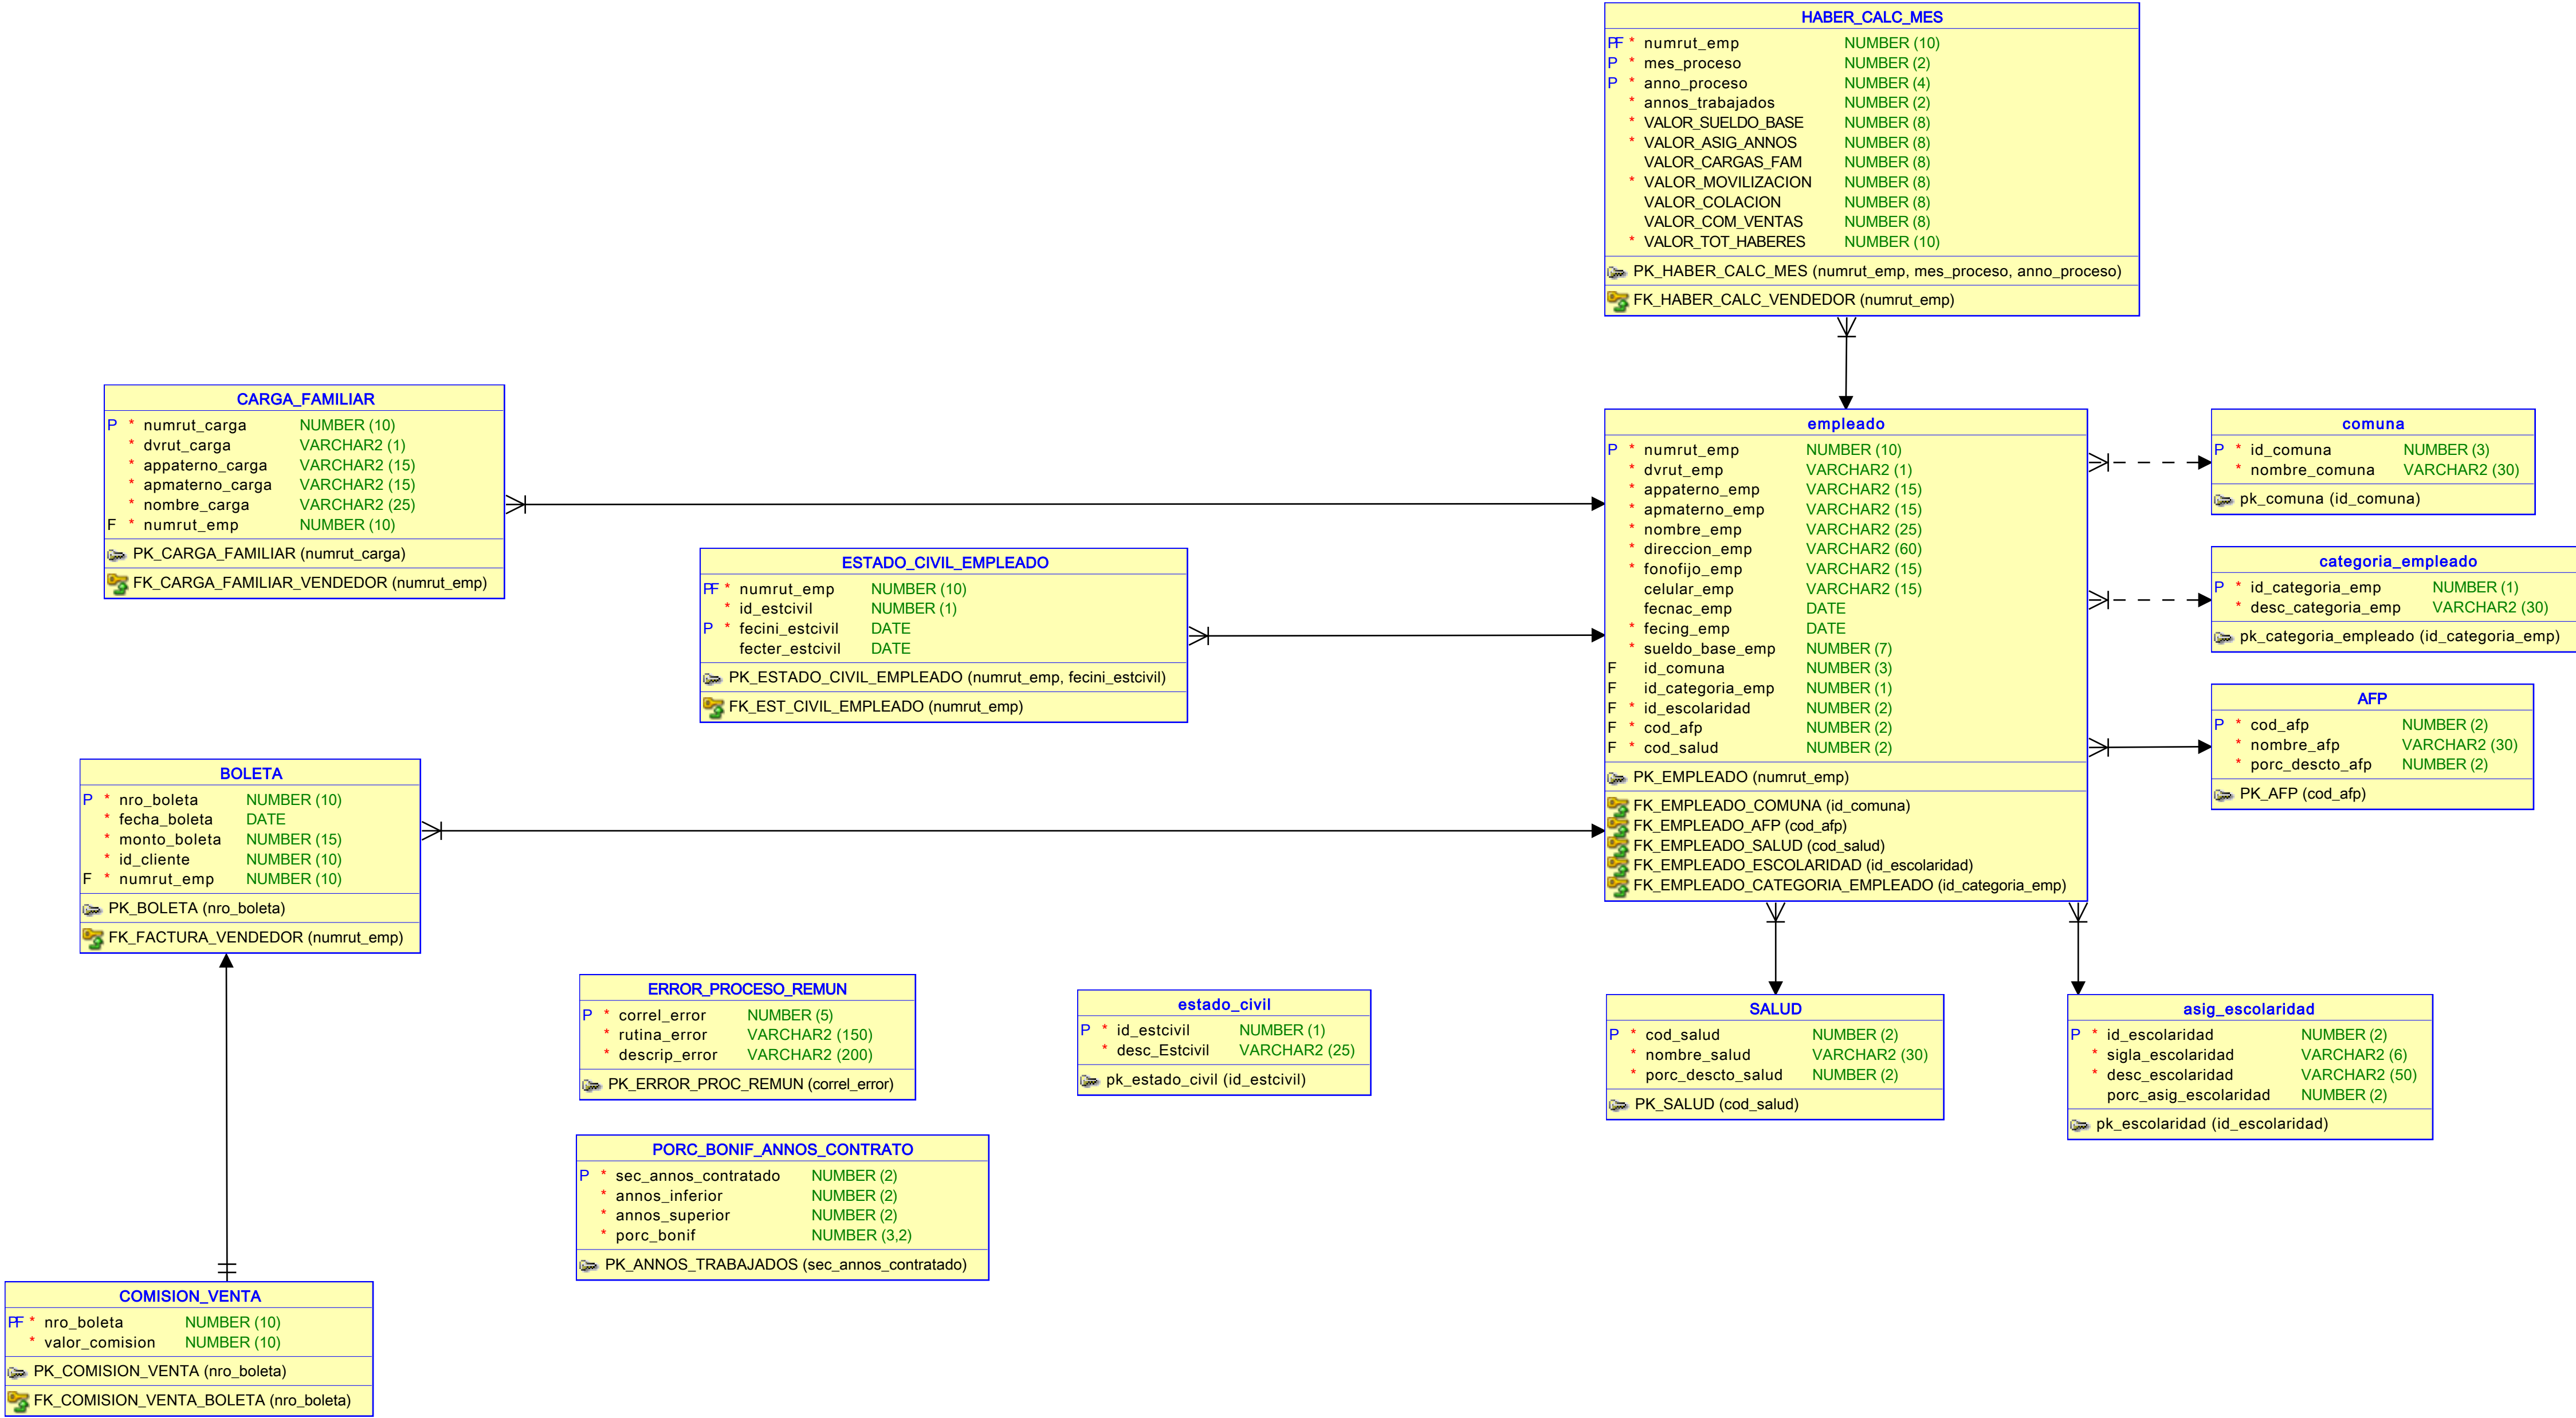 HABER_CALC_MES
PF * numrut_emp NUMBER (10)
P * mes_proceso NUMBER (2)
P * anno_proceso NUMBER (4)
* annos_trabajados NUMBER (2)
* VALOR_SUELDO_BASE NUMBER (8)
* VALOR_ASIG_ANNOS NUMBER (8)
VALOR_CARGAS_FAM NUMBER (8)
* VALOR_MOVILIZACION NUMBER (8)
VALOR_COLACION NUMBER (8)
VALOR_COM_VENTAS NUMBER (8)
* VALOR_TOT_HABERES NUMBER (10)
PK_HABER_CALC_MES (numrut_emp, mes_proceso, anno_proceso)
FK_HABER_CALC_VENDEDOR (numrut_emp)
CARGA_FAMILIAR
P * numrut_carga NUMBER (10)
* dvrut_carga VARCHAR2 (1)
* appaterno_carga VARCHAR2 (15)
* apmaterno_carga VARCHAR2 (15)
* nombre_carga VARCHAR2 (25)
F * numrut_emp NUMBER (10)
PK_CARGA_FAMILIAR (numrut_carga)
FK_CARGA_FAMILIAR_VENDEDOR (numrut_emp)
ESTADO_CIVIL_EMPLEADO
PF * numrut_emp NUMBER (10)
* id_estcivil NUMBER (1)
P * fecini_estcivil DATE
fecter_estcivil DATE
PK_ESTADO_CIVIL_EMPLEADO (numrut_emp, fecini_estcivil)
FK_EST_CIVIL_EMPLEADO (numrut_emp)
empleado
P * numrut_emp NUMBER (10)
* dvrut_emp VARCHAR2 (1)
* appaterno_emp VARCHAR2 (15)
* apmaterno_emp VARCHAR2 (15)
* nombre_emp VARCHAR2 (25)
* direccion_emp VARCHAR2 (60)
* fonofijo_emp VARCHAR2 (15)
celular_emp VARCHAR2 (15)
fecnac_emp DATE
* fecing_emp DATE
* sueldo_base_emp NUMBER (7)
F id_comuna NUMBER (3)
F id_categoria_emp NUMBER (1)
F * id_escolaridad NUMBER (2)
F * cod_afp NUMBER (2)
F * cod_salud NUMBER (2)
PK_EMPLEADO (numrut_emp)
FK_EMPLEADO_COMUNA (id_comuna)
FK_EMPLEADO_AFP (cod_afp)
FK_EMPLEADO_SALUD (cod_salud)
FK_EMPLEADO_ESCOLARIDAD (id_escolaridad)
FK_EMPLEADO_CATEGORIA_EMPLEADO (id_categoria_emp)
comuna
P * id_comuna NUMBER (3)
* nombre_comuna VARCHAR2 (30)
pk_comuna (id_comuna)
categoria_empleado
P * id_categoria_emp NUMBER (1)
* desc_categoria_emp VARCHAR2 (30)
pk_categoria_empleado (id_categoria_emp)
AFP
P * cod_afp NUMBER (2)
* nombre_afp VARCHAR2 (30)
* porc_descto_afp NUMBER (2)
PK_AFP (cod_afp)
BOLETA
P * nro_boleta NUMBER (10)
* fecha_boleta DATE
* monto_boleta NUMBER (15)
* id_cliente NUMBER (10)
F * numrut_emp NUMBER (10)
PK_BOLETA (nro_boleta)
FK_FACTURA_VENDEDOR (numrut_emp)
ERROR_PROCESO_REMUN
P * correl_error NUMBER (5)
* rutina_error VARCHAR2 (150)
* descrip_error VARCHAR2 (200)
PK_ERROR_PROC_REMUN (correl_error)
estado_civil
P * id_estcivil NUMBER (1)
* desc_Estcivil VARCHAR2 (25)
pk_estado_civil (id_estcivil)
SALUD
P * cod_salud NUMBER (2)
* nombre_salud VARCHAR2 (30)
* porc_descto_salud NUMBER (2)
PK_SALUD (cod_salud)
asig_escolaridad
P * id_escolaridad NUMBER (2)
* sigla_escolaridad VARCHAR2 (6)
* desc_escolaridad VARCHAR2 (50)
porc_asig_escolaridad NUMBER (2)
pk_escolaridad (id_escolaridad)
PORC_BONIF_ANNOS_CONTRATO
P * sec_annos_contratado NUMBER (2)
* annos_inferior NUMBER (2)
* annos_superior NUMBER (2)
* porc_bonif NUMBER (3,2)
PK_ANNOS_TRABAJADOS (sec_annos_contratado)
COMISION_VENTA
PF * nro_boleta NUMBER (10)
* valor_comision NUMBER (10)
PK_COMISION_VENTA (nro_boleta)
FK_COMISION_VENTA_BOLETA (nro_boleta)